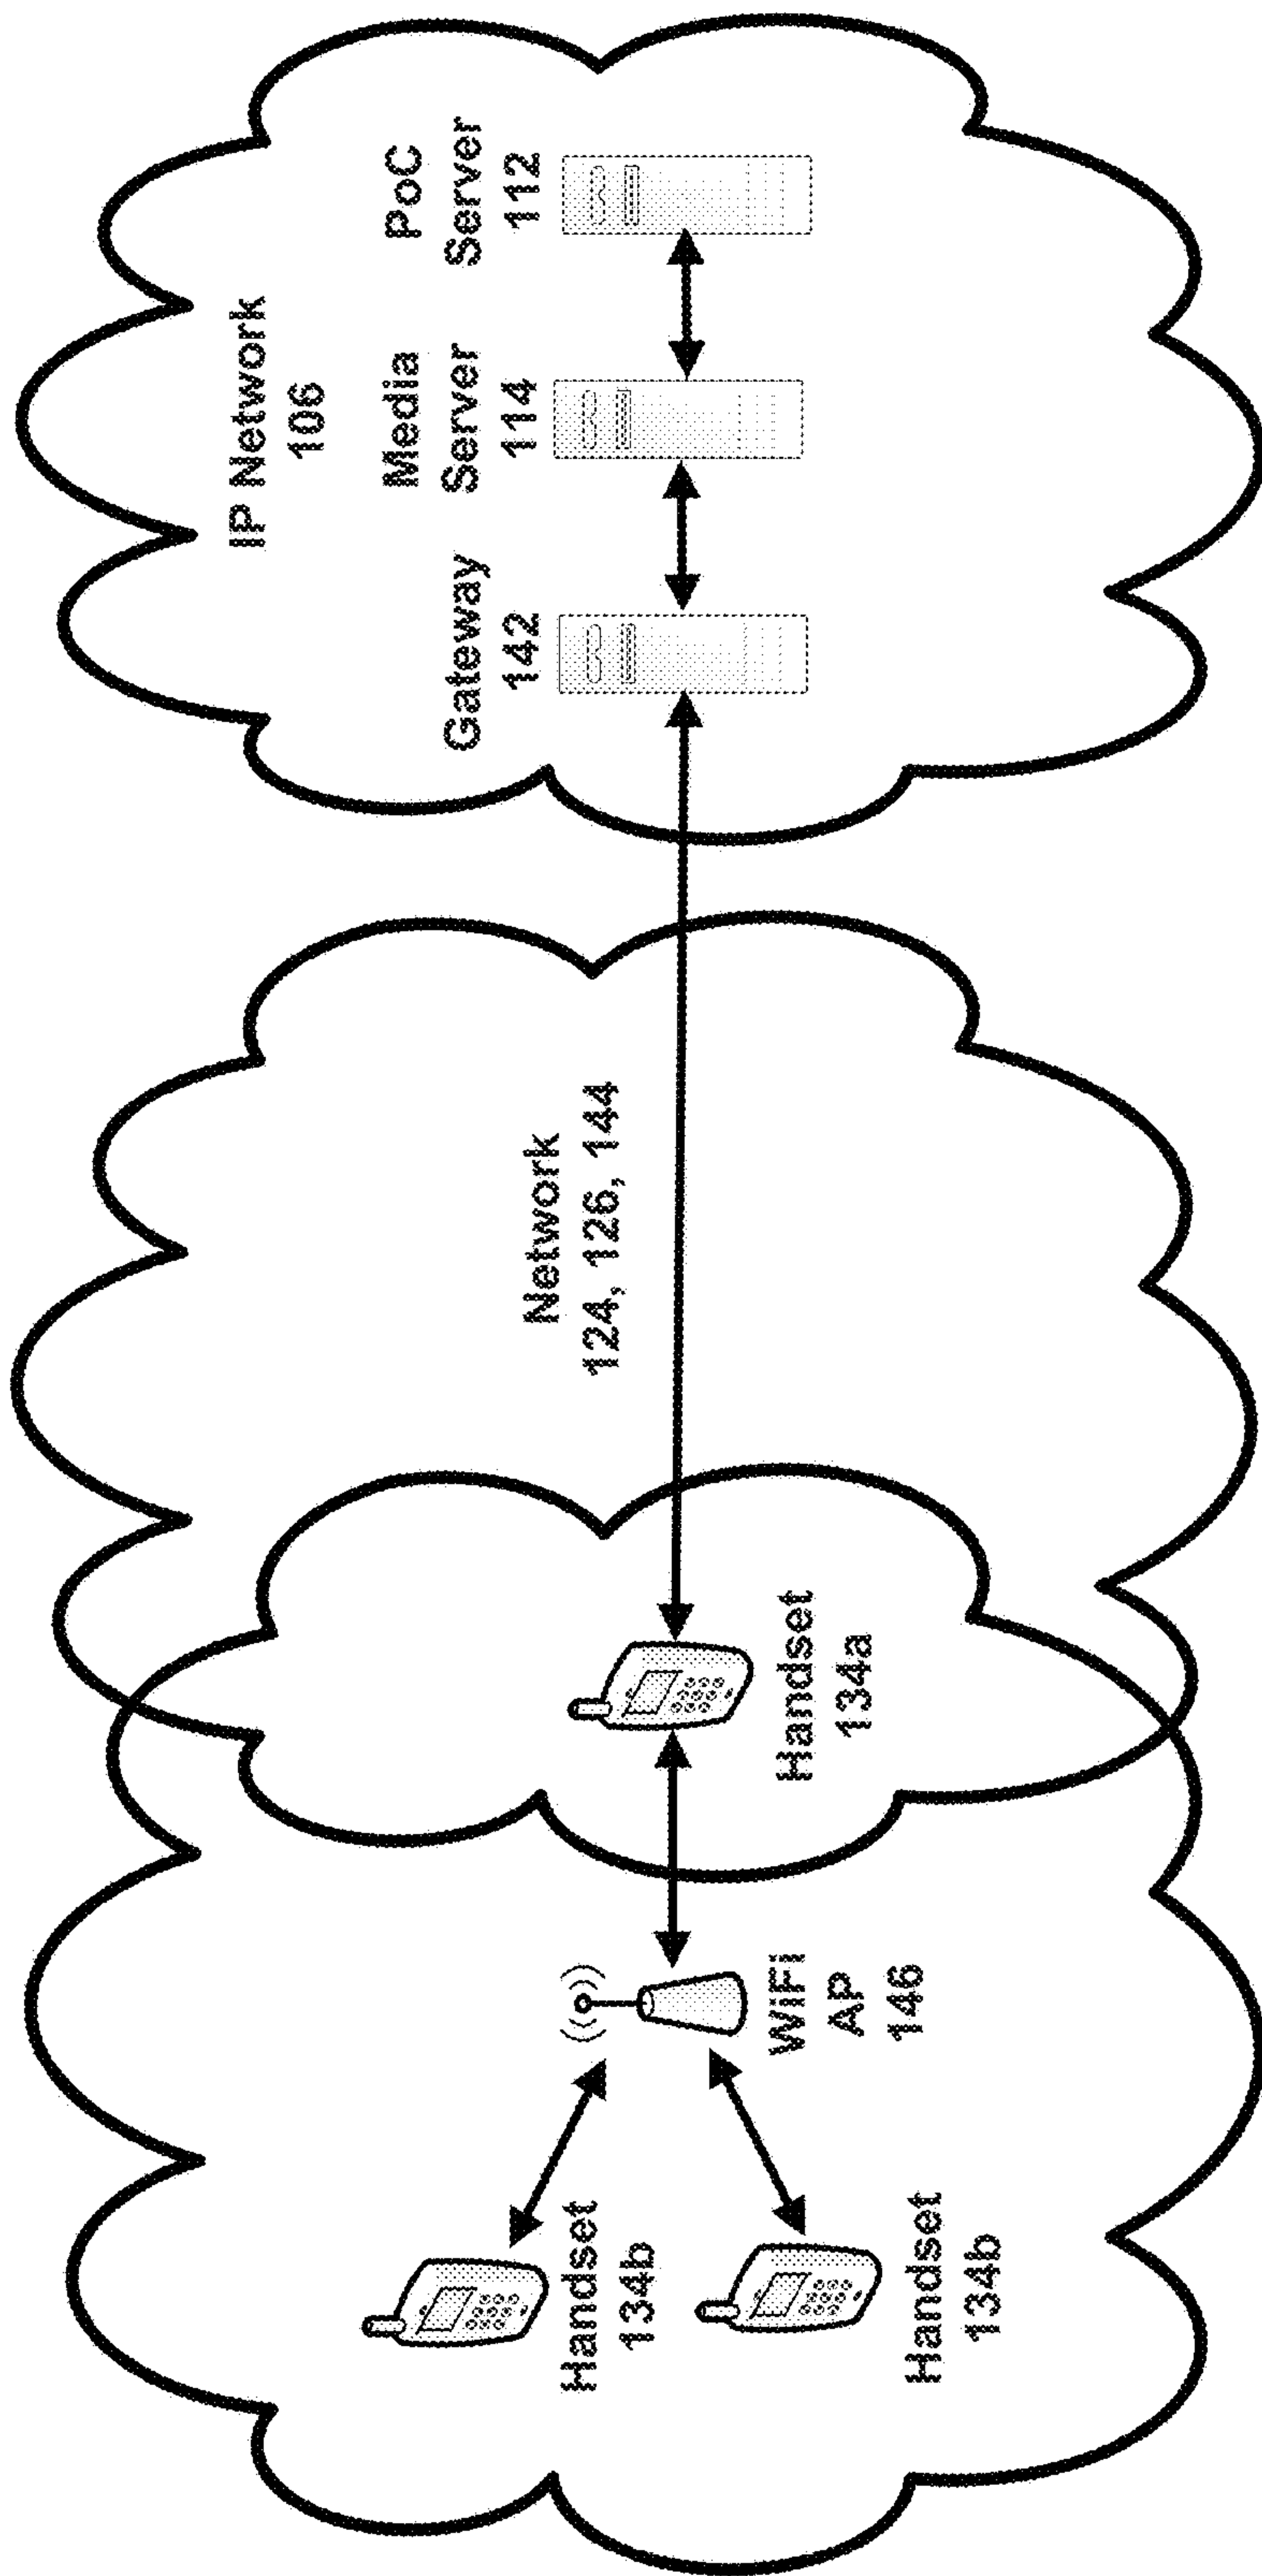 IP Network
106
PoC
Server
112
Media
Server
114
Gateway
142
Network
124, 126, 144
Handset
134a
WiFi
AP
146
Handset
134b
Handset
134b